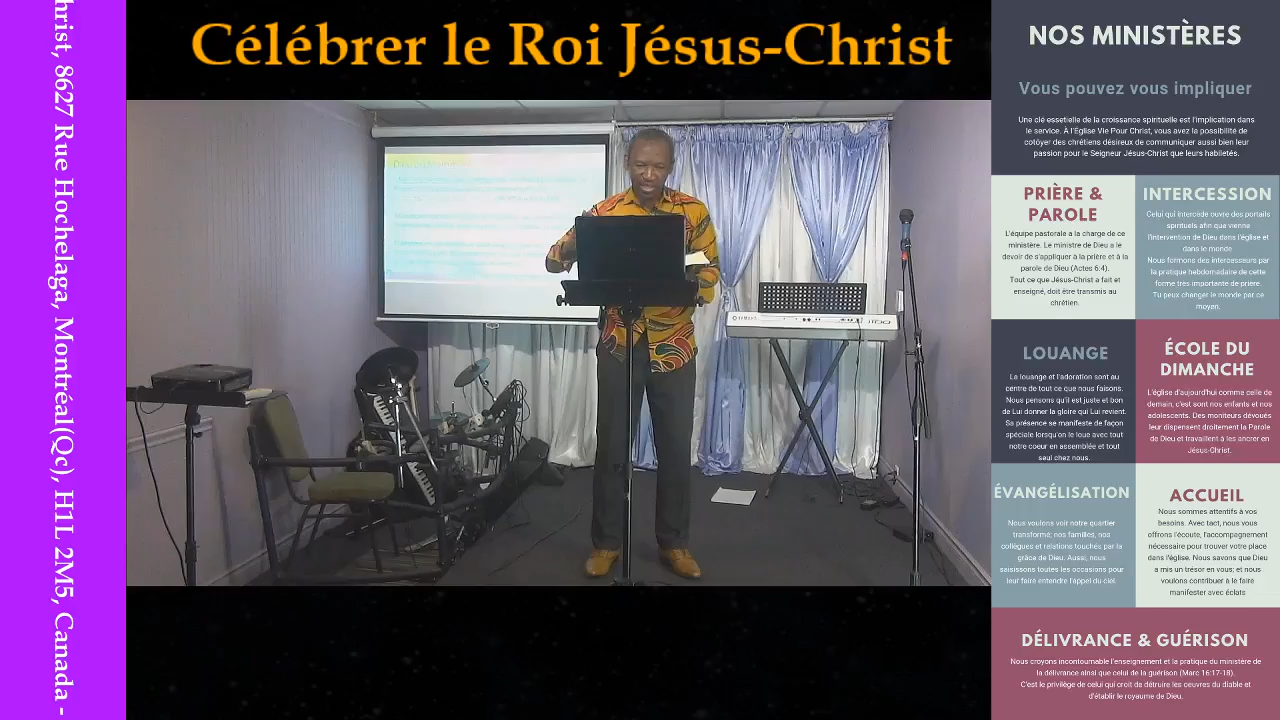 hrist, 8627 Rue Hochelaga, Montréal(Qc), H1L 2M5, Canada -
Célébrer le Roi Jésus-Christ
NOS MINISTÈRES
Vous pouvez vous impliquer
Une clé essetielle de la croissance spirituelle est l'implication dans
le service. À l'Église Vie Pour Christ, vous avez la possibilité de
cotôyer des chrétiens désireux de communiquer aussi bien leur
passion pour le Seigneur Jésus-Christ que leurs habiletés.
PRIÈRE &
PAROLE
L'équipe pastorale a la charge de ce
ministère. Le ministre de Dieu a le
devoir de s'appliquer à la prière et à la
parole de Dieu (Actes 6:4).
Tout ce que Jésus-Christ a fait et
enseigné, doit être transmis au
chrétien.
INTERCESSION
Celui qui intercède ouvre des portails
spirituels afin que vienne
l'intervention de Dieu dans l'église et
dans le monde
Nous formons des intercesseurs par
la pratique hebdomadaire de cette
forme très importante de prière.
Tu peux changer le monde par ce
moyen.
LOUANGE
La louange et l'adoration sont au
centre de tout ce que nous faisons.
Nous pensons qu'il est juste et bon
de Lui donner la gloire qui Lui revient.
Sa présence se manifeste de façon
spéciale lorsqu'on le loue avec tout
notre coeur en assemblée et tout
seul chez nous.
ÉCOLE DU
DIMANCHE
L'église d'aujourd'hui comme celle de
demain, c'est sont nos enfants et nos
adolescents. Des moniteurs dévoués
leur dispensent droitement la Parole
de Dieu et travaillent à les ancrer en
Jésus-Christ.
ÉVANGÉLISATION
Nous voulons voir notre quartier
transformé; nos familles, nos
collègues et relations touchés par la
grâce de Dieu. Aussi, nous
saisissons toutes les occasions pour
leur faire entendre l'appel du ciel.
ACCUEIL
Nous sommes attentifs à vos
besoins. Avec tact, nous vous
offrons l'écoute, l'accompagnement
nécessaire pour trouver votre place
dans l'église. Nous savons que Dieu
a mis un trésor en vous; et nous
voulons contribuer à le faire
manifester avec éclats
DÉLIVRANCE & GUÉRISON
Nous croyons incontournable l'enseignement et la pratique du ministère de
la délivrance ainsi que celui de la guérison (Marc 16:17-18).
C'est le privilège de celui qui croit de détruire les oeuvres du diable et
d'établir le royaume de Dieu.